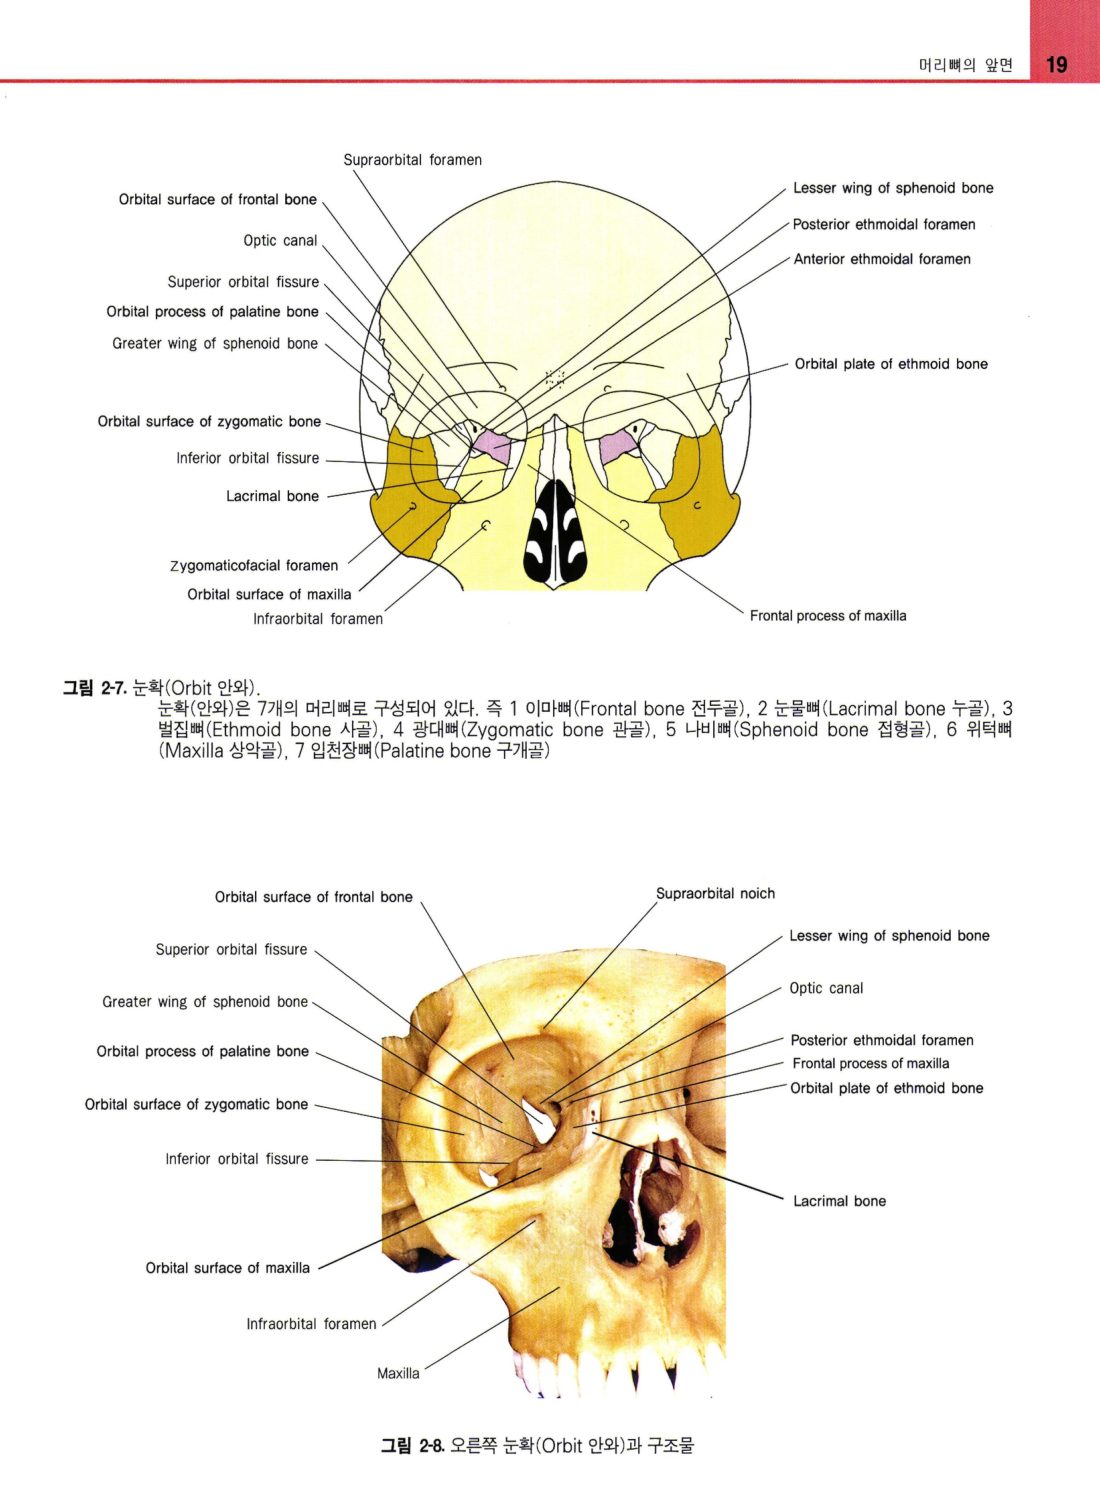 머리뼈의 앞면 19
Supraorbital foramen
Orbital surface of frontal bone
Optic canal
Superior orbital fissure
Orbital process of palatine bone
Greater wing of sphenoid bone
Orbital surface of zygomatic bone
Inferior orbital fissure
Lacrimal bone
Zygomaticofacial foramen
Orbital surface of maxilla
Infraorbital foramen
Lesser wing of sphenoid bone
Posterior ethmoidal foramen
Anterior ethmoidal foramen
Orbital plate of ethmoid bone
Frontal process of maxilla
그림 2-7. 눈확(Orbit 안와).
눈확(안와)은 7개의 머리뼈로 구성되어 있다. 즉 1 이마뼈(Frontal bone 전두골), 2 눈물뼈(Lacrimal bone 누골), 3
벌집뼈(Ethmoid bone 사골), 4 광대뼈(Zygomatic bone 관골), 5 나비뼈(Sphenoid bone 접형골), 6 위턱뼈
(Maxilla 상악골), 7 입천장뼈(Palatine bone 구개골)
Orbital surface of frontal bone
Superior orbital fissure
Greater wing of sphenoid bone
Orbital process of palatine bone
Orbital surface of zygomatic bone
Inferior orbital fissure
Orbital surface of maxilla
Infraorbital foramen
Maxilla
Supraorbital noich
Lesser wing of sphenoid bone
Optic canal
Posterior ethmoidal foramen
Frontal process of maxilla
Orbital plate of ethmoid bone
Lacrimal bone
그림 2-8. 오른쪽 눈확(Orbit 안와)과 구조물